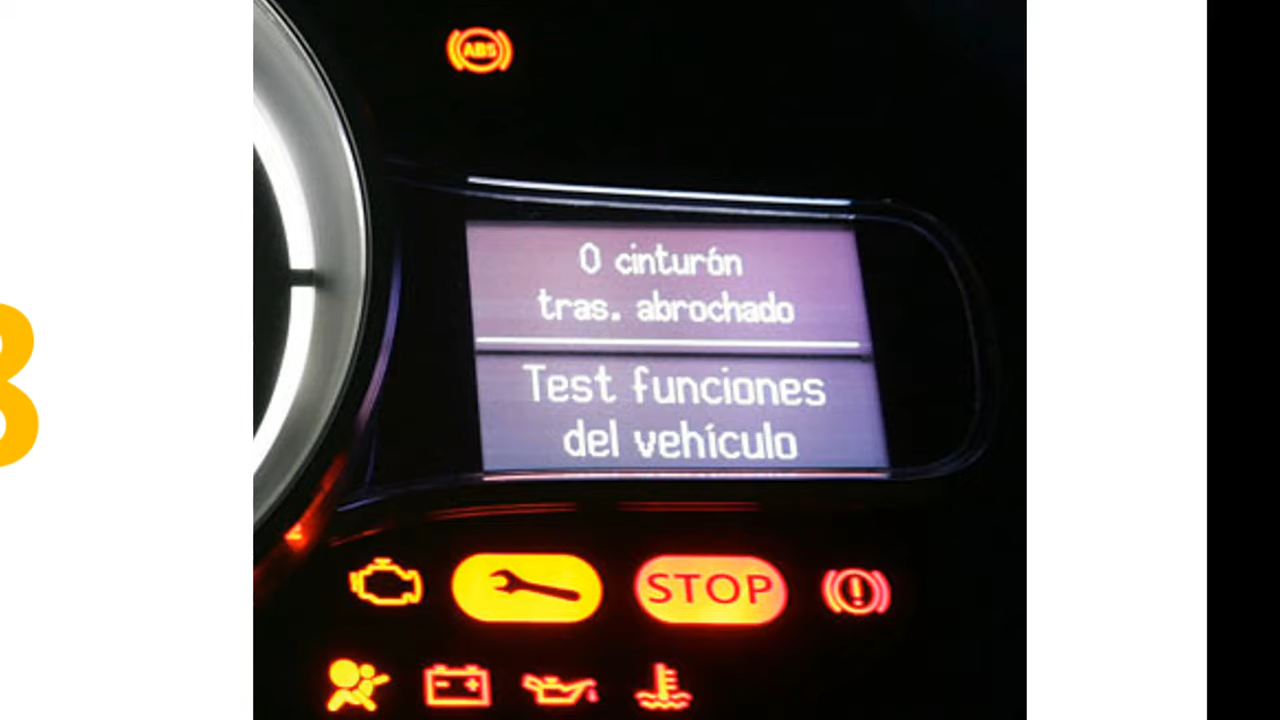 ABS
0 cinturón
tras. abrochado
Test funciones
del vehículo
STOP